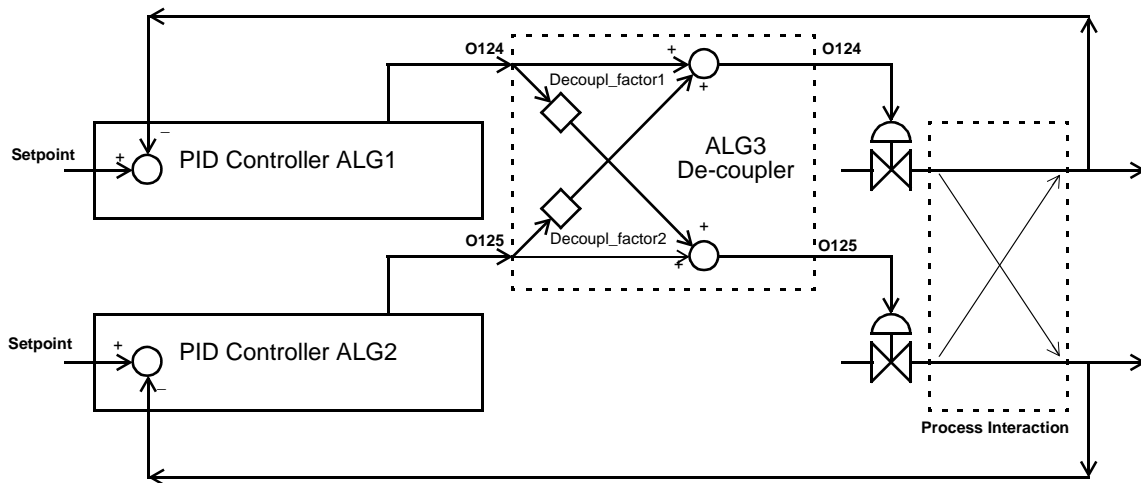 O124
O124
+
Decoupl_factor1
+
–
Setpoint
+
PID Controller ALG1
ALG3
De-coupler
+
O125
Decoupl_factor2
+
O125
Setpoint
+
PID Controller ALG2
–
Process Interaction